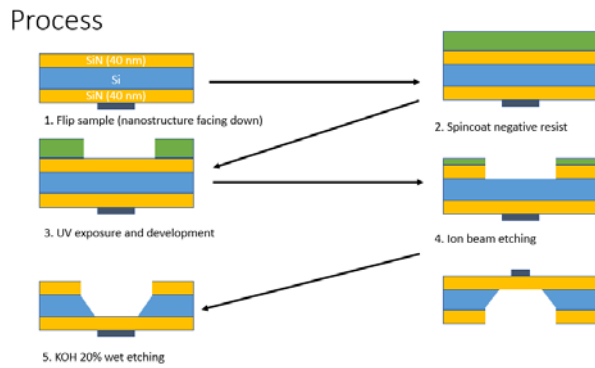 Process
SiN (40 nm)
Si
SiN (40 nm)
1. Flip sample (nanostructure facing down)
2. Spincoat negative resist
3. UV exposure and development
4. Ion beam etching
5. KOH 20% wet etching